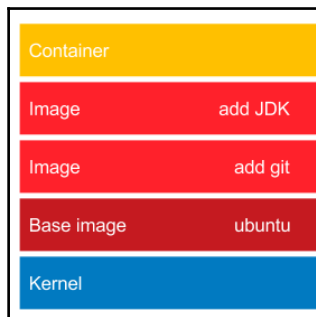 Container
Image add JDK
Image add git
Base image ubuntu
Kernel